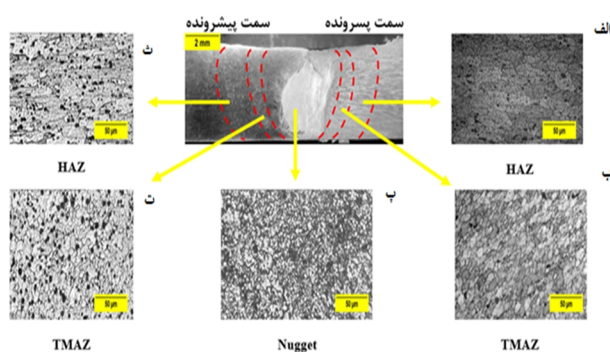 سمت پیشرونده
سمت پسرونده
2 mm
الف
ث
50 µm
50 µm
HAZ
HAZ
ب
ت
پ
50 µm
50 µm
50 µm
TMAZ
Nugget
TMAZ